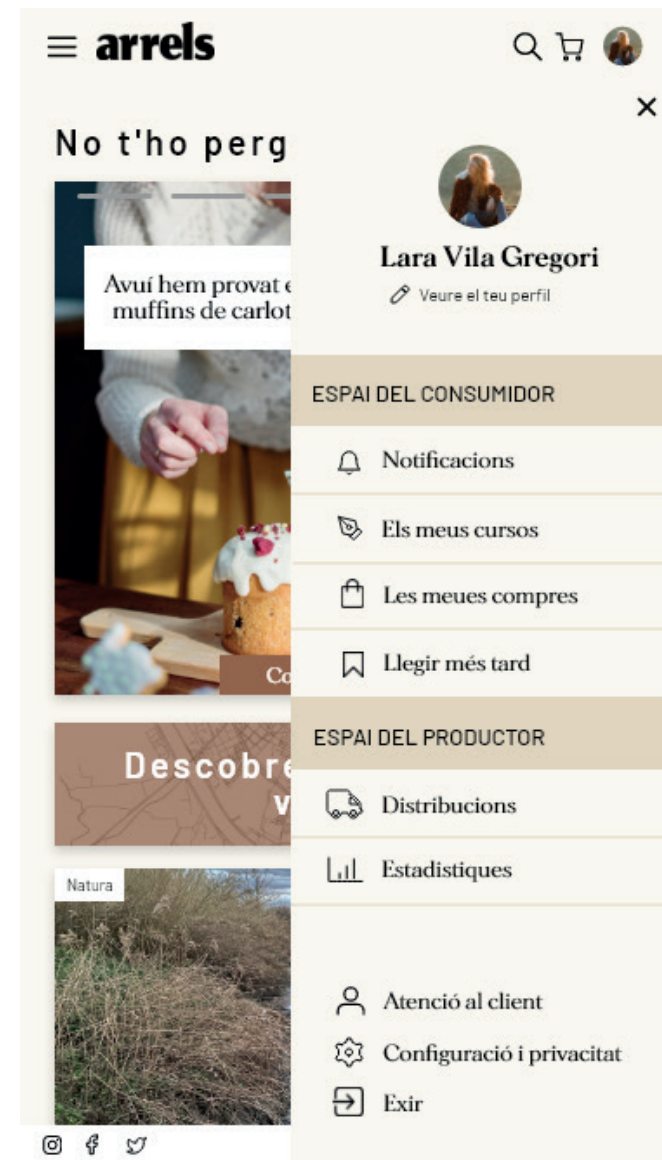 arrels
No t'ho perg
Avuí hem provat e
muffins de carlot
Co
Descobre
v
Natura
Lara Vila Gregori
Veure el teu perfil
ESPAI DEL CONSUMIDOR
Notificacions
Els meus cursos
Les meues compres
Llegir més tard
ESPAI DEL PRODUCTOR
Distribucions
Estadistiques
Atenció al client
Configuració i privacitat
Exir